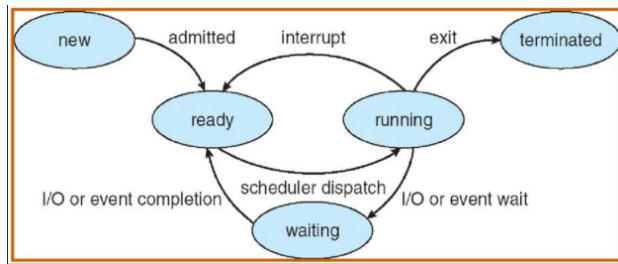 new
admitted
interrupt
exit
terminated
ready
running
I/O or event completion
scheduler dispatch
I/O or event wait
waiting